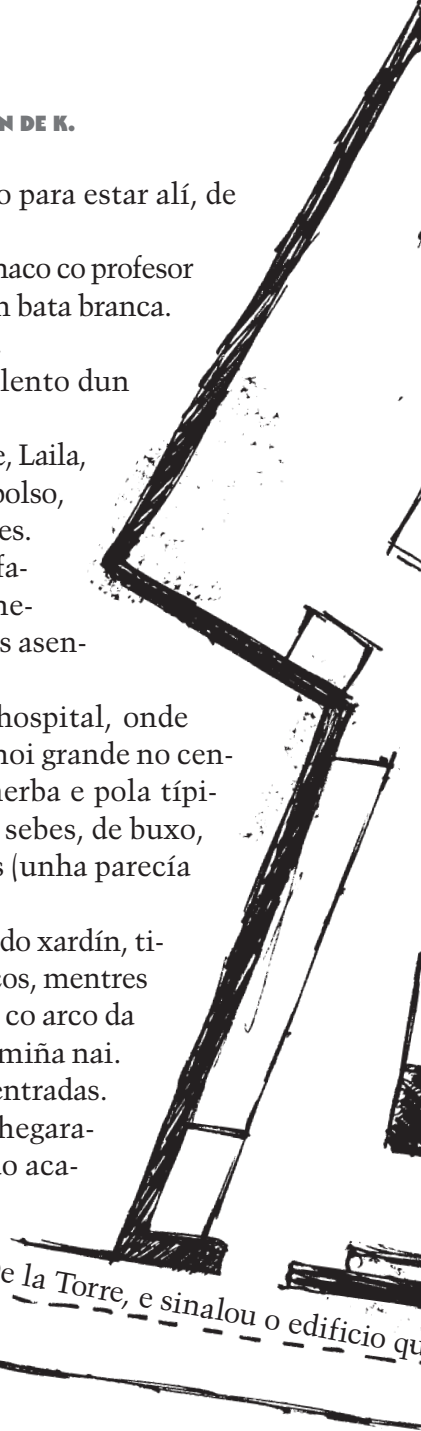 N DE K.
o para estar alí, de
naco co profesor
n bata branca.
.
lento dun
e, Laila,
bolso,
es.
fa-
ne-
s asen-
hospital, onde
noi grande no cen-
herba e pola típi-
sebes, de buxo,
s (unha parecía
do xardín, ti-
cos, mentres
co arco da
miña nai.
entradas.
hegara-
o aca-
e la Torre, e sinalou o edificio qu